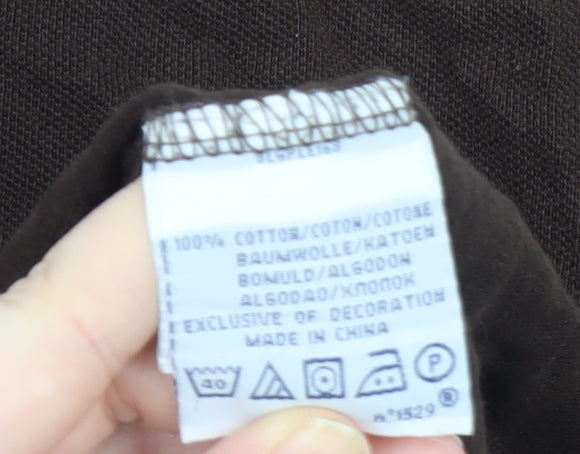 100% COTTON/COTON/COTONE
BAUMWOLLE/KATOEN
BOMULD/ALGODON
ALGODAO/ХЛОПОК
EXCLUSIVE OF DECORATION
MADE IN CHINA
40 P
n°1529 ®